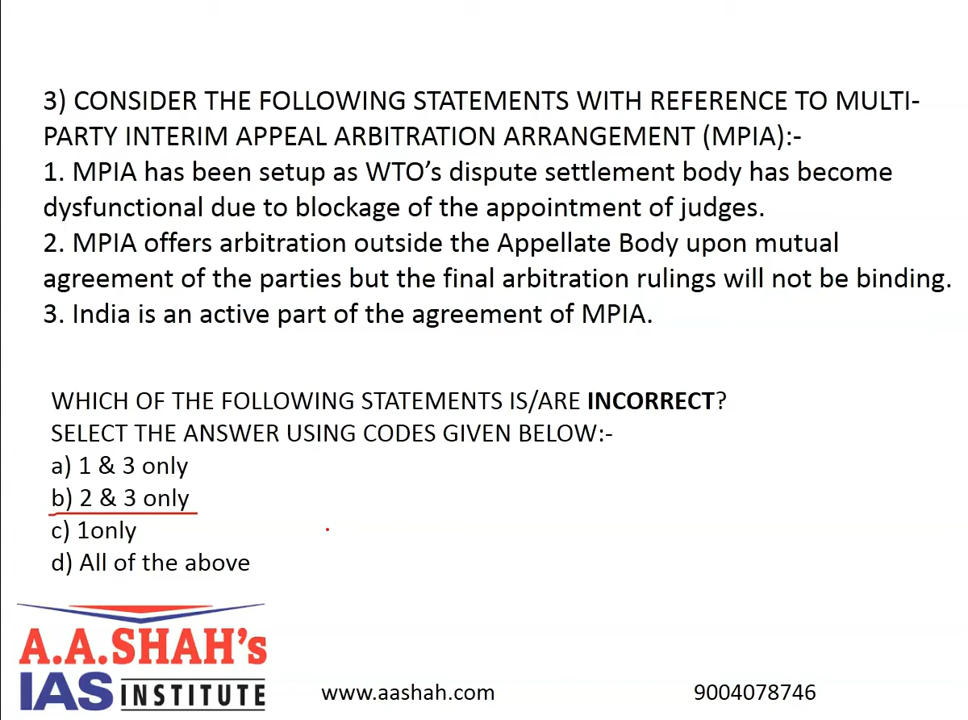 3) CONSIDER THE FOLLOWING STATEMENTS WITH REFERENCE TO MULTI-
PARTY INTERIM APPEAL ARBITRATION ARRANGEMENT (MPIA):-
1. MPIA has been setup as WTO’s dispute settlement body has become
dysfunctional due to blockage of the appointment of judges.
2. MPIA offers arbitration outside the Appellate Body upon mutual
agreement of the parties but the final arbitration rulings will not be binding.
3. India is an active part of the agreement of MPIA.
WHICH OF THE FOLLOWING STATEMENTS IS/ARE INCORRECT?
SELECT THE ANSWER USING CODES GIVEN BELOW:-
a) 1 & 3 only
b) 2 & 3 only
c) 1only
d) All of the above
A.A.SHAH’s
IAS INSTITUTE
www.aashah.com
9004078746